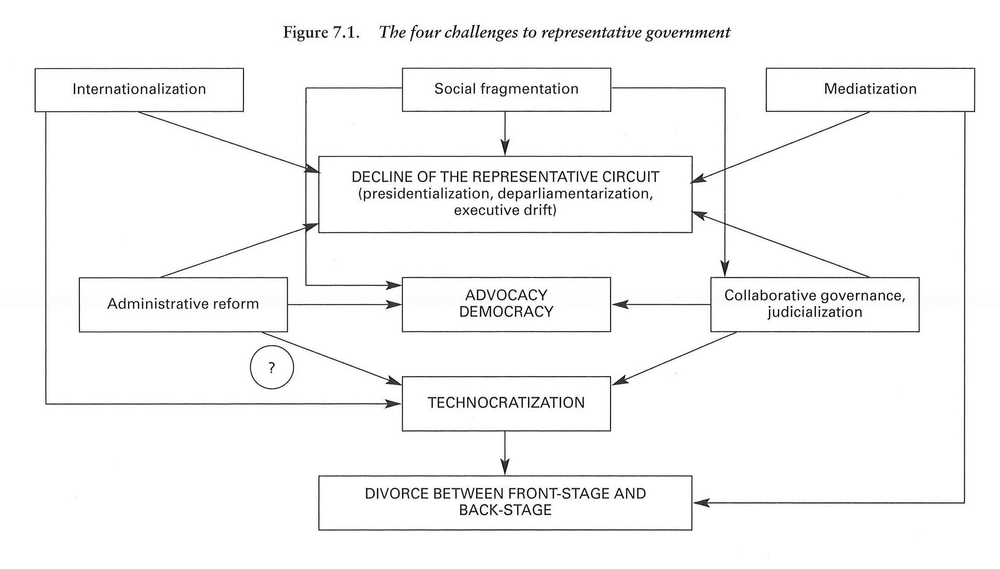 Figure 7.1. The four challenges to representative government
Internationalization
Social fragmentation
Mediatization
DECLINE OF THE REPRESENTATIVE CIRCUIT
(presidentialization, deparliamentarization,
executive drift)
Administrative reform
ADVOCACY
DEMOCRACY
Collaborative governance,
judicialization
?
TECHNOCRATIZATION
DIVORCE BETWEEN FRONT-STAGE AND
BACK-STAGE